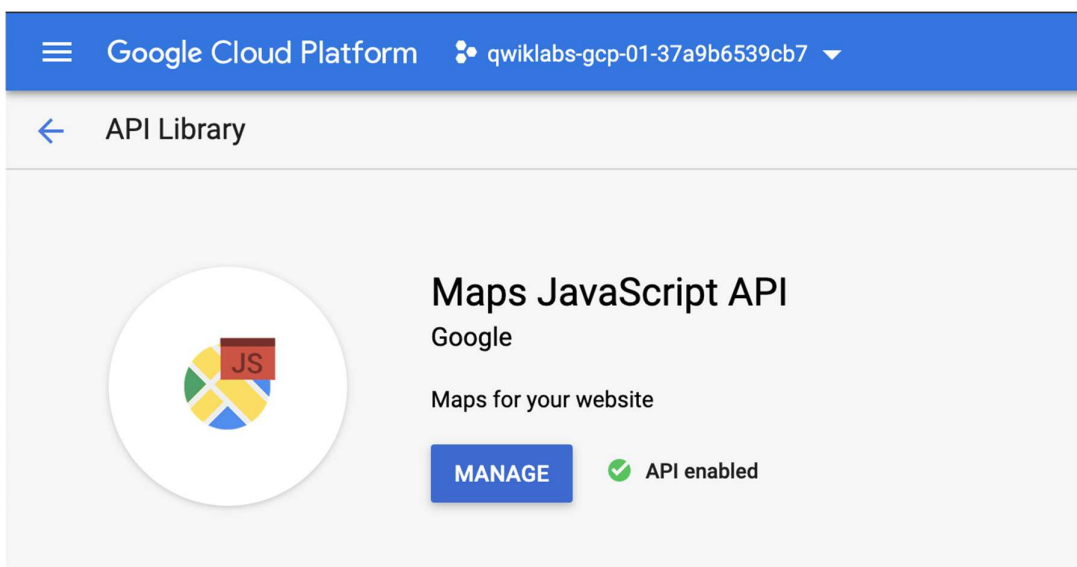 Google Cloud Platform qwiklabs-gcp-01-37a9b6539cb7
API Library
Maps JavaScript API
Google
JS
Maps for your website
MANAGE API enabled